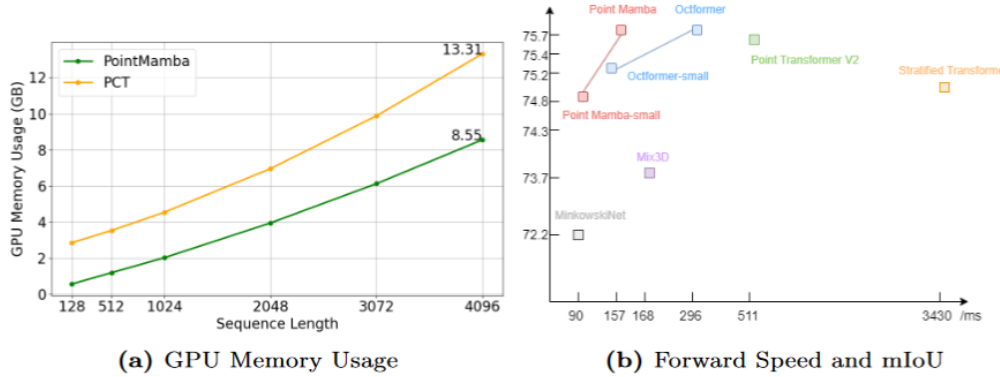 13.31
PointMamba
PCT
8.55
GPU Memory Usage (GB)
12
10
8
6
4
2
0
128 512 1024 2048 3072 4096
Sequence Length
(a) GPU Memory Usage
Point Mamba
Octformer
75.7
75.4
75.2
74.8
74.3
73.7
72.2
Point Transformer V2
Octformer-small
Stratified Transforme
Point Mamba-small
Mix3D
MinkowskiNet
90 157 168 296 511 3430 /ms
(b) Forward Speed and mIoU